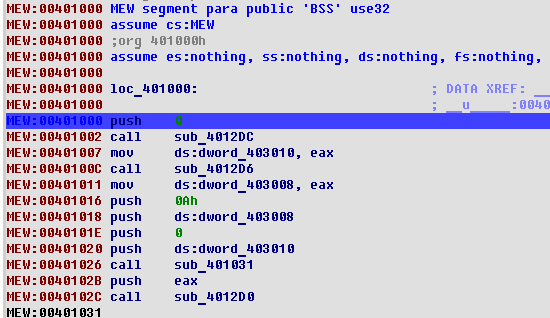 MEW:00401000 MEW segment para public 'BSS' use32
MEW:00401000 assume cs:MEW
MEW:00401000 ;org 401000h
MEW:00401000 assume es:nothing, ss:nothing, ds:nothing, fs:nothing,
MEW:00401000
MEW:00401000 loc_401000: ; DATA XREF: __
MEW:00401000 ; __u_____:0040
MEW:00401000 push 0
MEW:00401002 call sub_4012DC
MEW:00401007 mov ds:dword_403010, eax
MEW:0040100C call sub_4012D6
MEW:00401011 mov ds:dword_403008, eax
MEW:00401016 push 0Ah
MEW:00401018 push ds:dword_403008
MEW:0040101E push 0
MEW:00401020 push ds:dword_403010
MEW:00401026 call sub_401031
MEW:0040102B push eax
MEW:0040102C call sub_4012D0
MEW:00401031